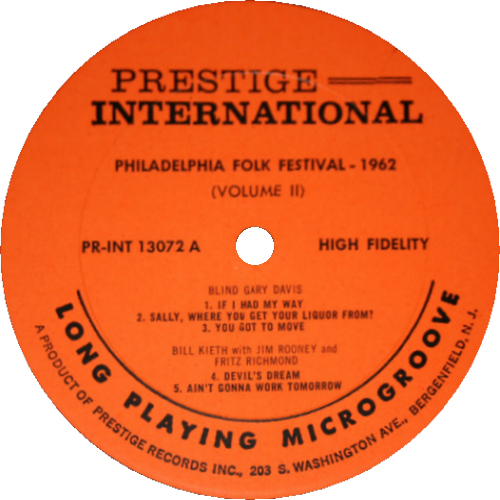 PRESTIGE
INTERNATIONAL
PHILADELPHIA FOLK FESTIVAL - 1962
(VOLUME II)
PR-INT 13072 A
HIGH FIDELITY
BLIND GARY DAVIS
1. IF I HAD MY WAY
2. SALLY, WHERE YOU GET YOUR LIQUOR FROM?
3. YOU GOT TO MOVE
BILL KIETH with JIM ROONEY and
FRITZ RICHMOND
4. DEVIL'S DREAM
5. AIN'T GONNA WORK TOMORROW
LONG PLAYING MICROGROOVE
A PRODUCT OF PRESTIGE RECORDS INC., 203 S. WASHINGTON AVE., BERGENFIELD, N. J.